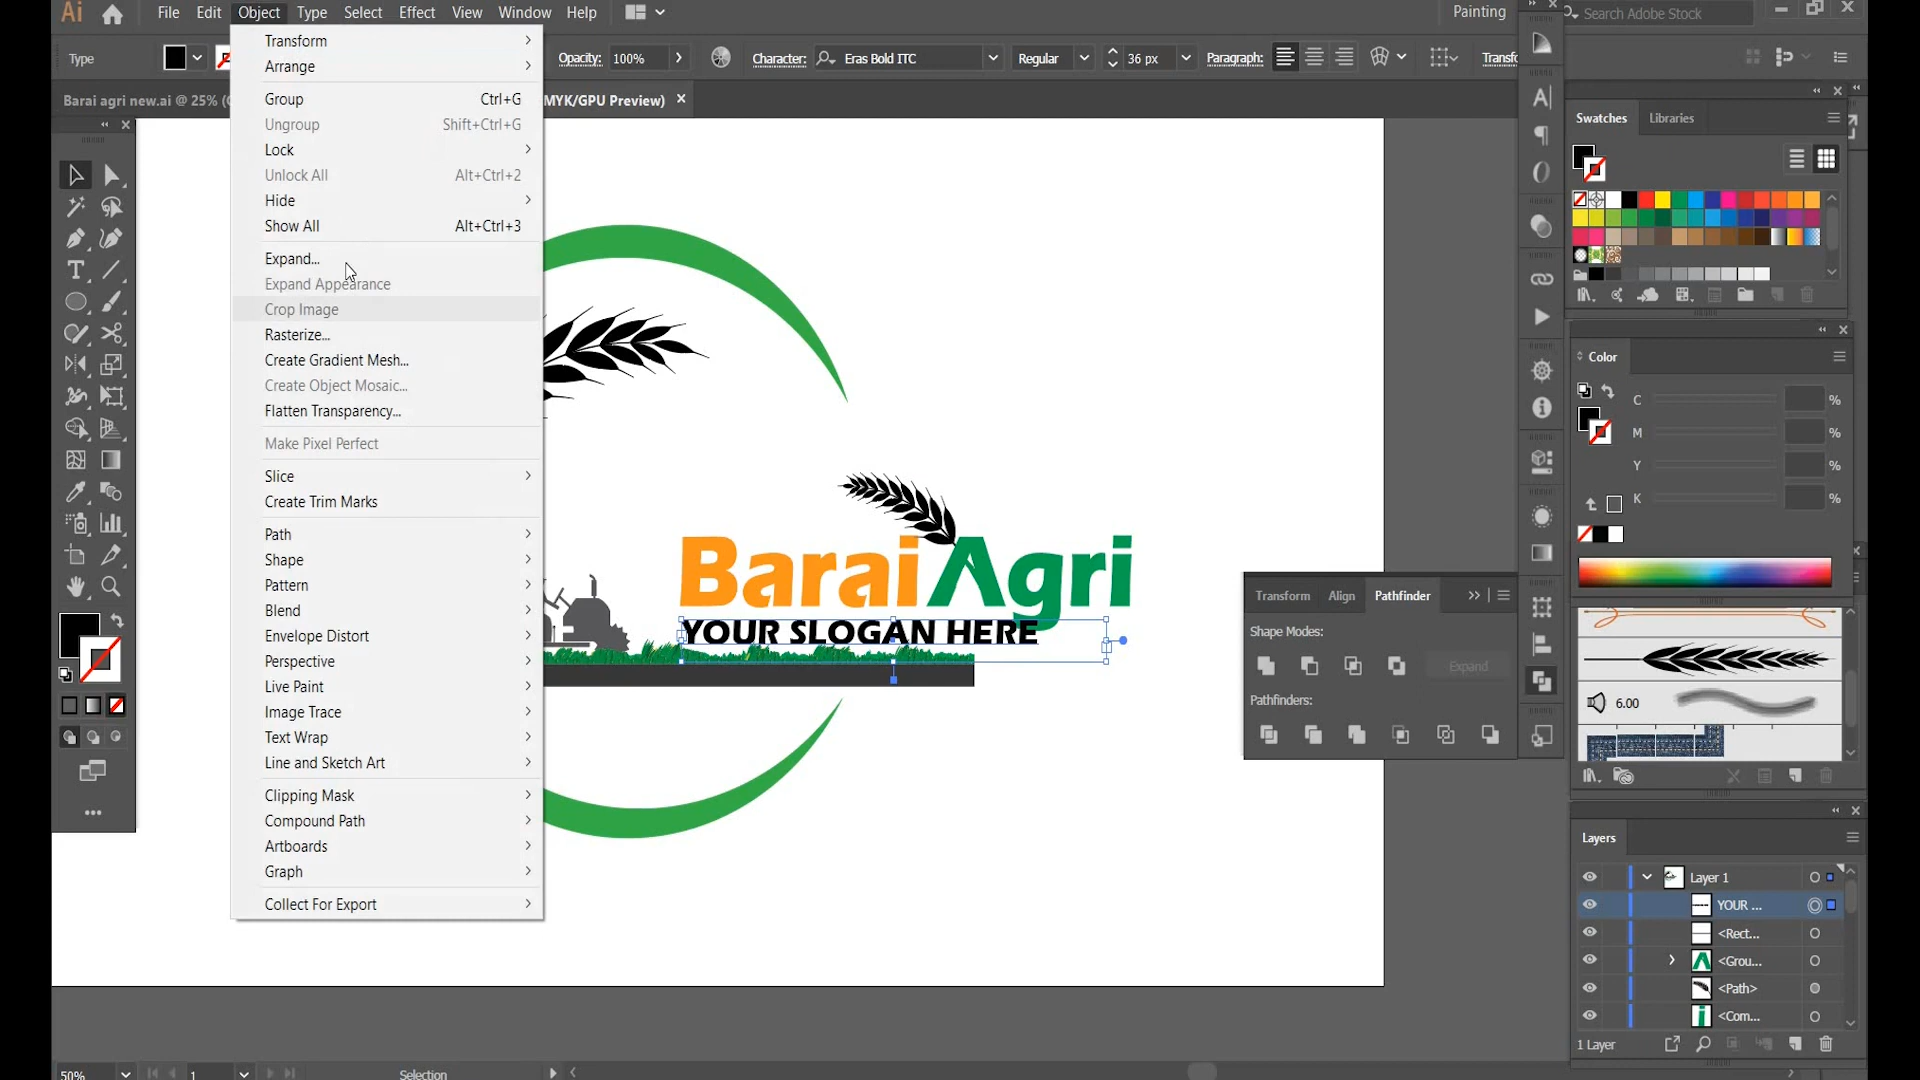 Ai File Edit Object Type Select Effect View Window Help Painting Search Adobe Stock
Type Opacity: 100% Character: Eras Bold ITC Regular 36 px Paragraph: Transfo
Barai agri new.ai @ 25% (C MYK/GPU Preview) ×
Transform
Arrange
Group Ctrl+G
Ungroup Shift+Ctrl+G
Lock
Unlock All Alt+Ctrl+2
Hide
Show All Alt+Ctrl+3
Expand...
Expand Appearance
Crop Image
Rasterize...
Create Gradient Mesh...
Create Object Mosaic...
Flatten Transparency...
Make Pixel Perfect
Slice
Create Trim Marks
Path
Shape
Pattern
Blend
Envelope Distort
Perspective
Live Paint
Image Trace
Text Wrap
Line and Sketch Art
Clipping Mask
Compound Path
Artboards
Graph
Collect For Export
Barai Agri
YOUR SLOGAN HERE
Transform Align Pathfinder
Shape Modes:
Expand
Pathfinders:
Swatches Libraries
Color
C %
M %
Y %
K %
6.00
Layers
Layer 1
YOUR ...
<Rect...
<Grou...
<Path>
<Com...
1 Layer
50% 1 Selection